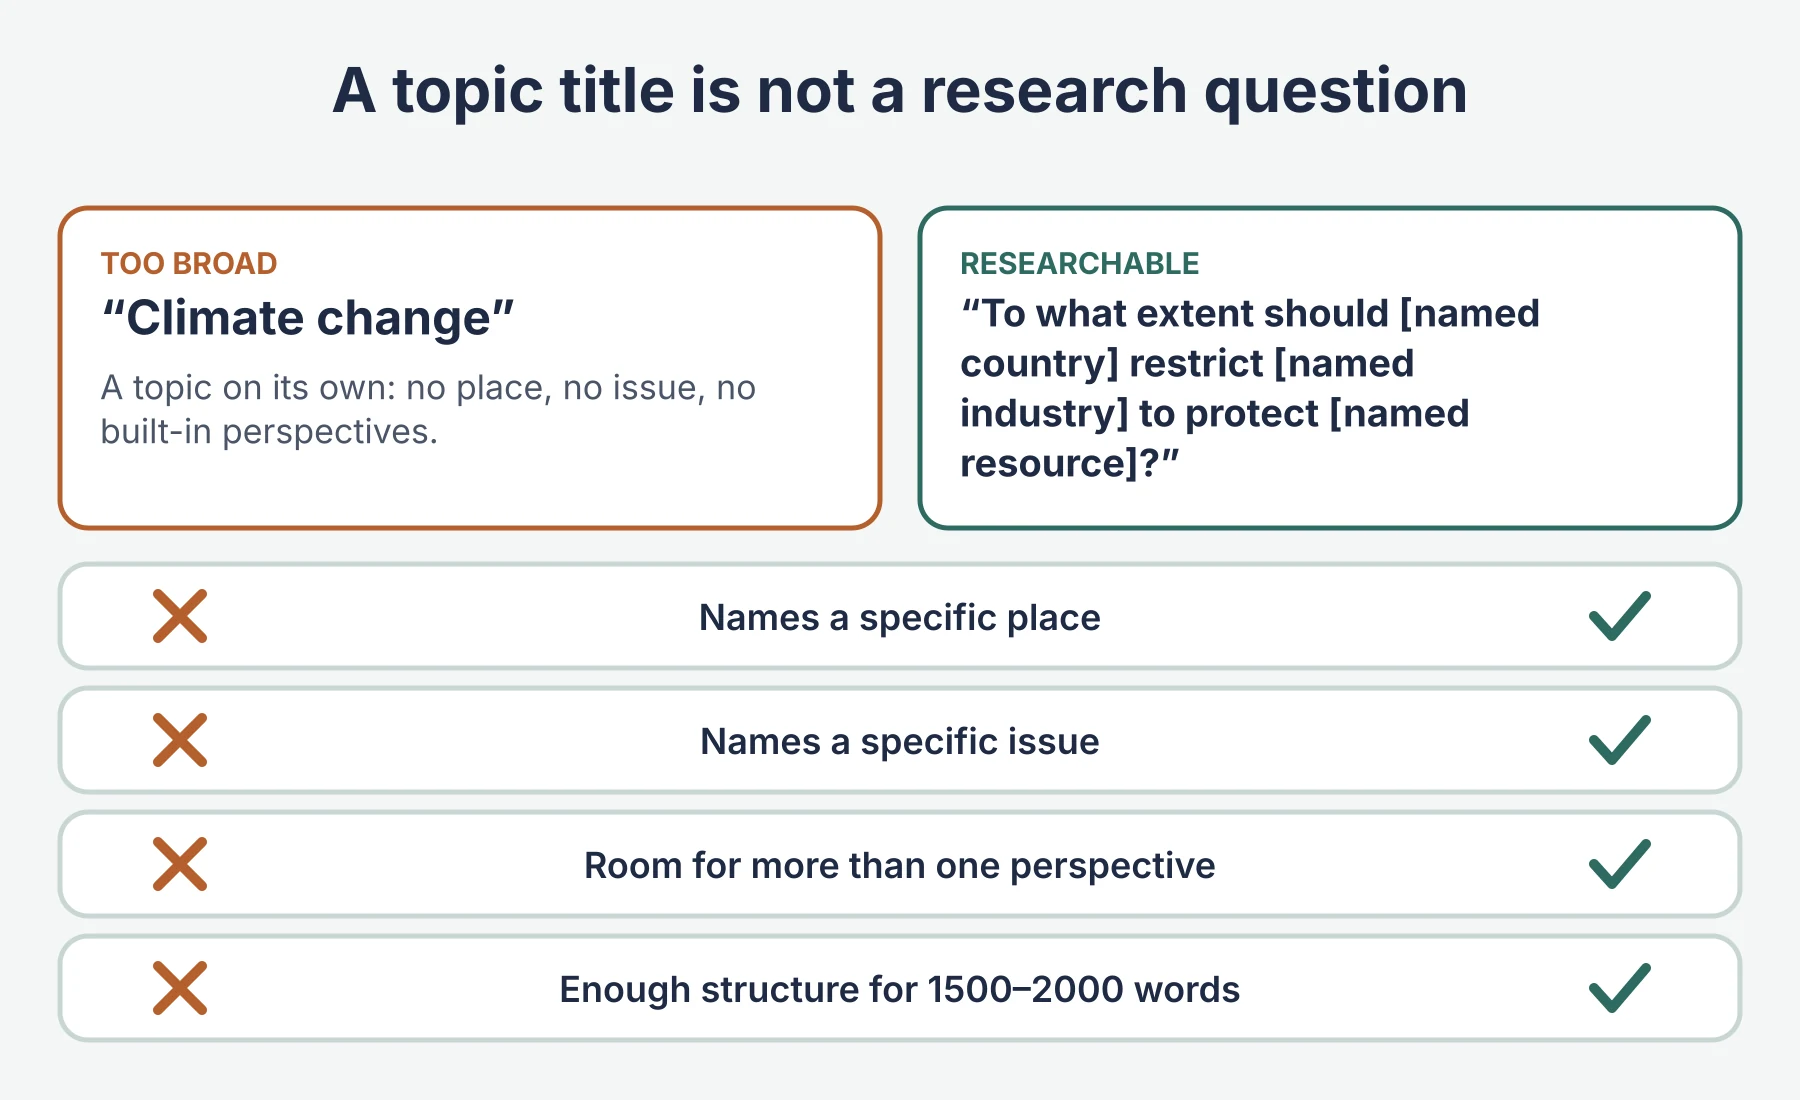 A topic title is not a research question
TOO BROAD
“Climate change”
A topic on its own: no place, no issue, no
built-in perspectives.
RESEARCHABLE
“To what extent should [named
country] restrict [named
industry] to protect [named
resource]?”
Names a specific place
Names a specific issue
Room for more than one perspective
Enough structure for 1500–2000 words